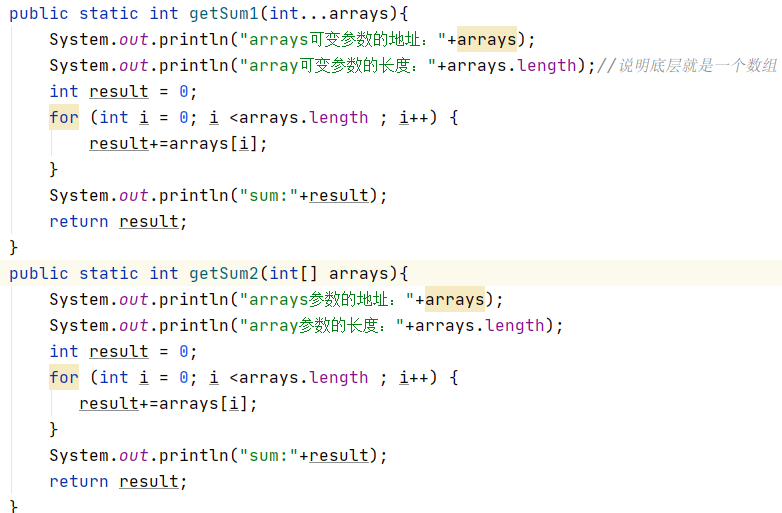 public static int getSum1(int...arrays){
System.out.println("arrays可变参数的地址："+arrays);
System.out.println("array可变参数的长度："+arrays.length);//说明底层就是一个数组
int result = 0;
for (int i = 0; i <arrays.length ; i++) {
result+=arrays[i];
}
System.out.println("sum:"+result);
return result;
}
public static int getSum2(int[] arrays){
System.out.println("arrays参数的地址："+arrays);
System.out.println("array参数的长度："+arrays.length);
int result = 0;
for (int i = 0; i <arrays.length ; i++) {
result+=arrays[i];
}
System.out.println("sum:"+result);
return result;
}